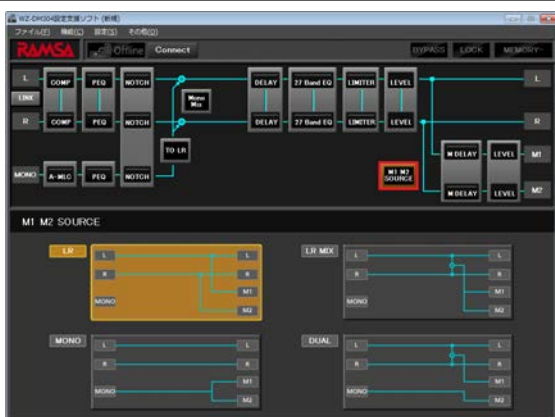 WZ-DM304設定支援ソフト (新規)
ファイル(F) 機能(C) 設定(S) その他(O)
RAMSA Offline Connect BYPASS LOCK MEMORY-
L COMP PEQ NOTCH DELAY 27 Band EQ LIMITER LEVEL L
LINK Mono Mix
R COMP PEQ NOTCH DELAY 27 Band EQ LIMITER LEVEL R
TO LR M DELAY LEVEL M1
MONO A-MLC PEQ NOTCH M1 M2 SOURCE M DELAY LEVEL M2
M1 M2 SOURCE
LR L L LR MIX L L
R R R R
M1 M1
MONO M2 MONO M2
MONO L L DUAL L L
R R R R
MONO M1 M1
M2 MONO M2